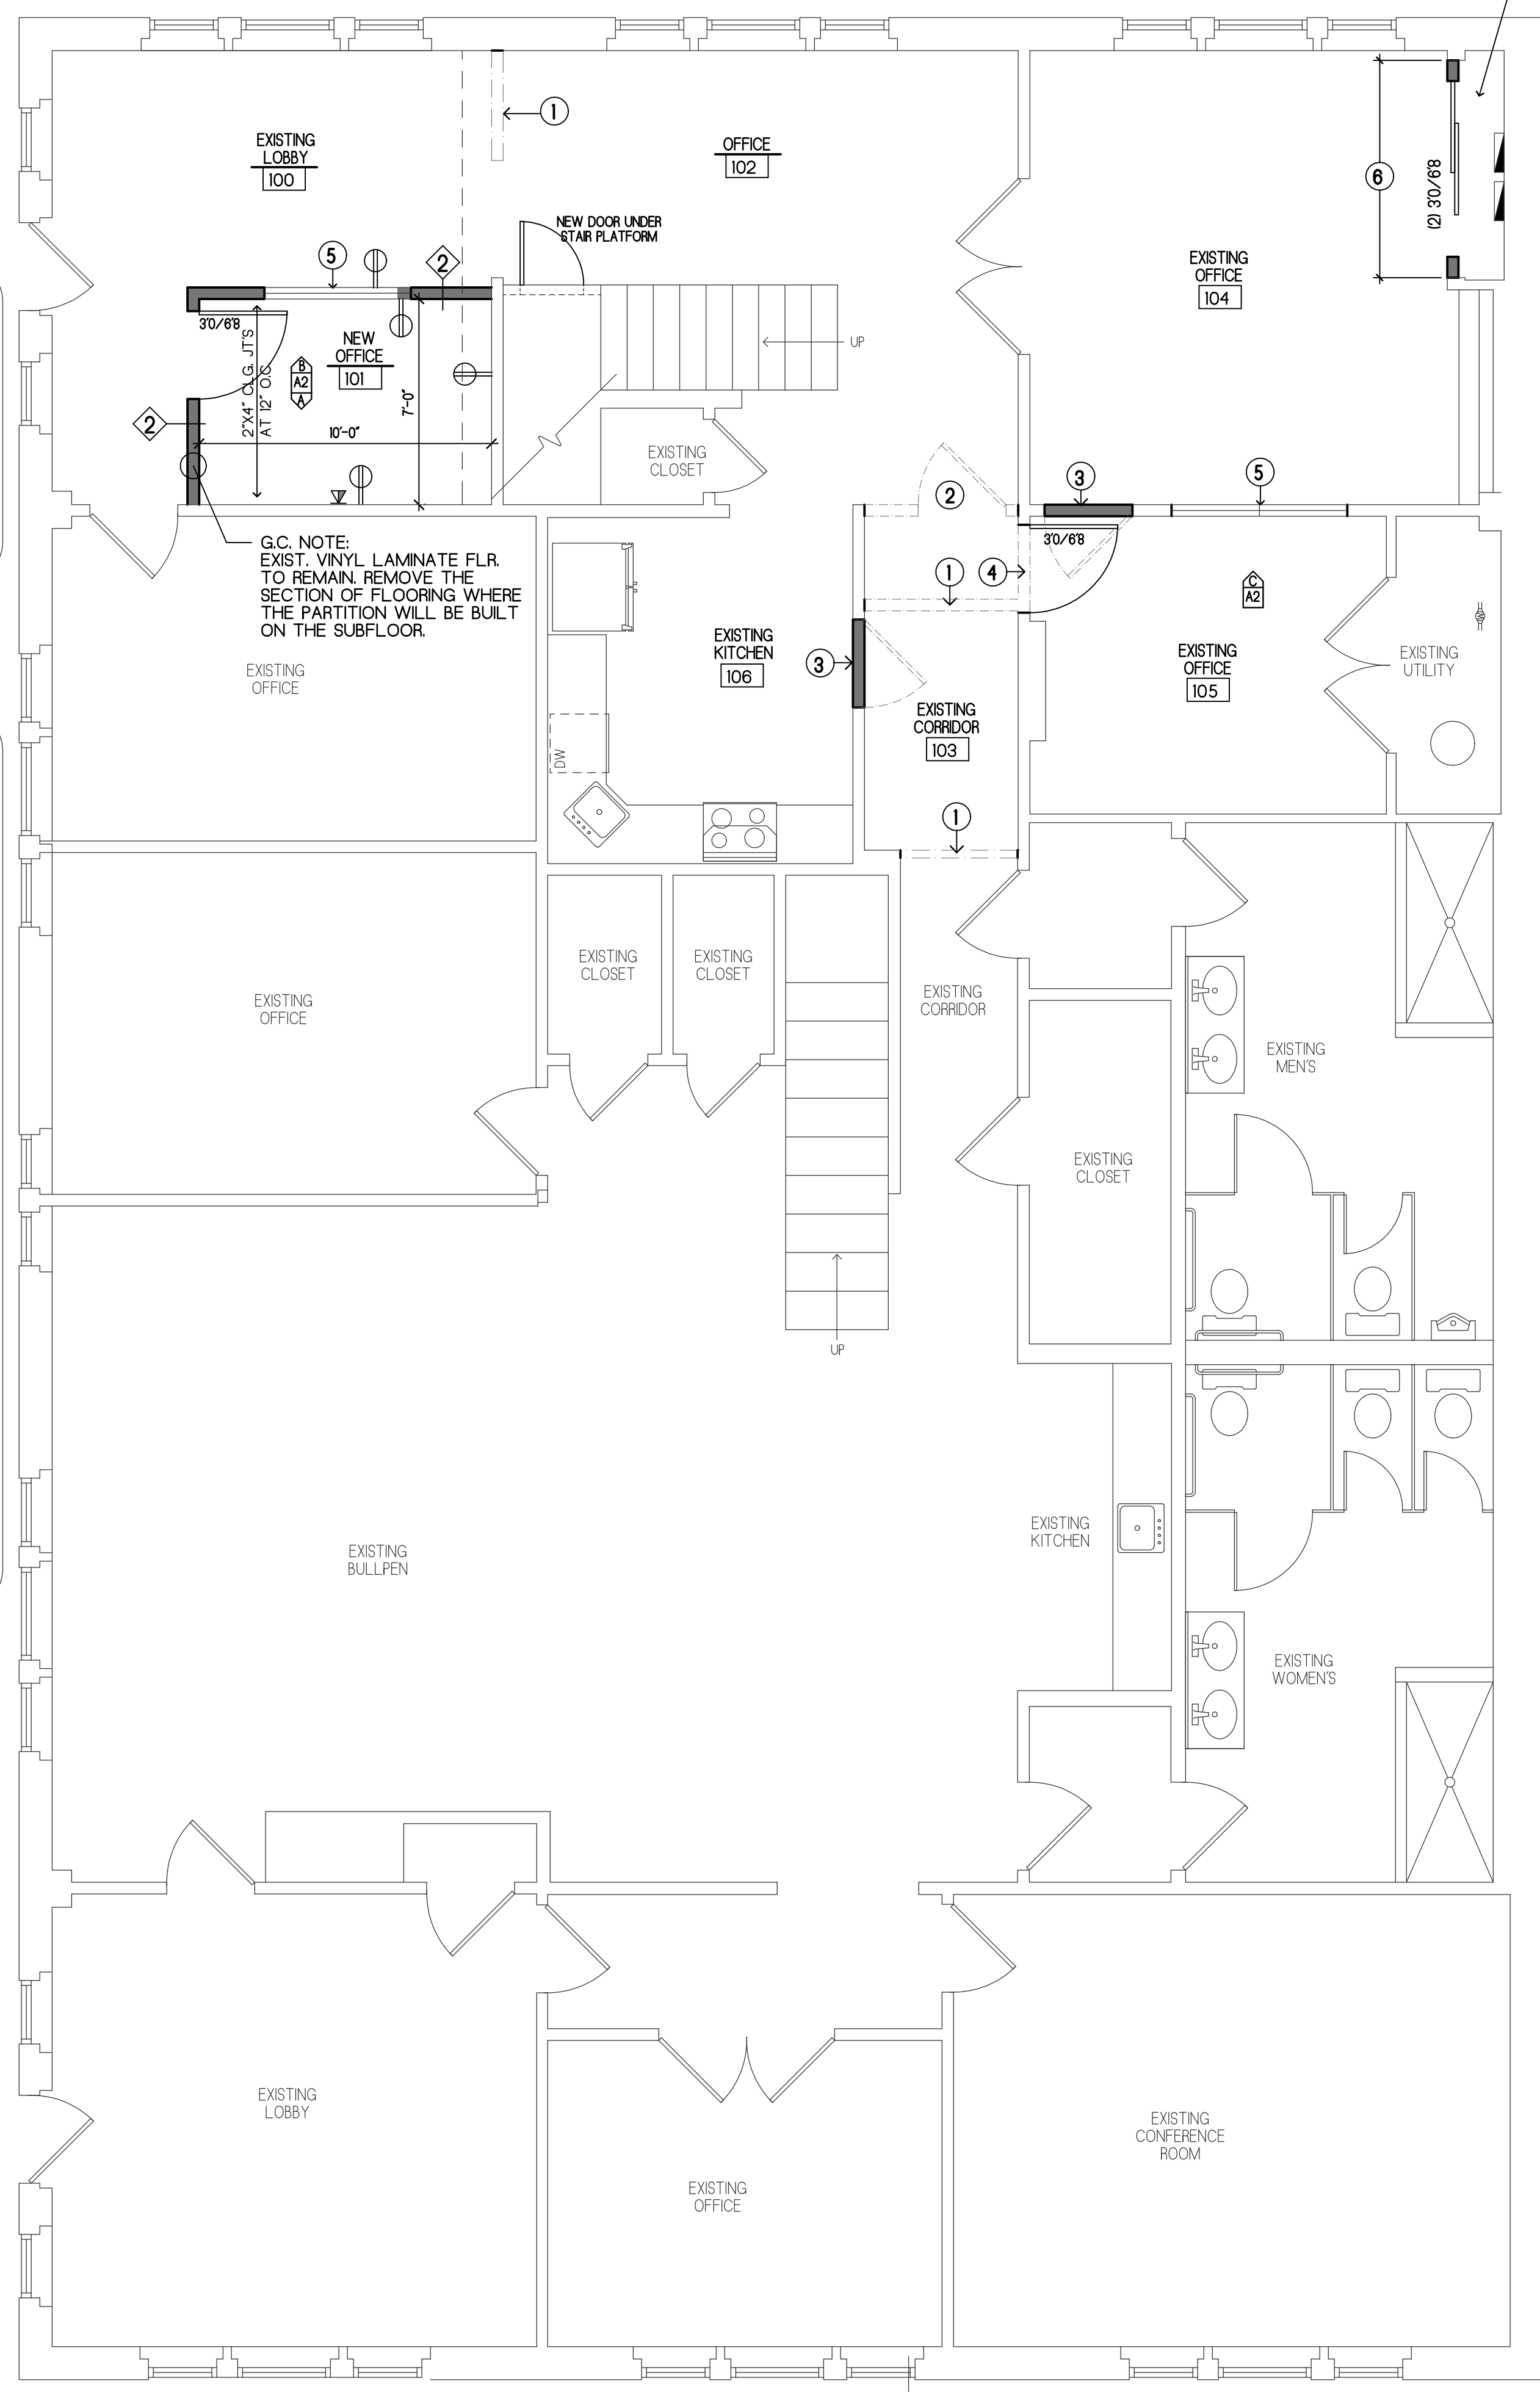 1
EXISTING
LOBBY
100
OFFICE
102
6
(2) 3'0/6'8
NEW DOOR UNDER
STAIR PLATFORM
5
2
EXISTING
OFFICE
104
3'0/6'8
NEW
OFFICE
101
B
A2
A
2"X4" CLG. JT'S
AT 12" O.C.
7'-0"
10'-0"
2
UP
EXISTING
CLOSET
2
3
5
3'0/6'8
G.C. NOTE:
EXIST. VINYL LAMINATE FLR.
TO REMAIN. REMOVE THE
SECTION OF FLOORING WHERE
THE PARTITION WILL BE BUILT
ON THE SUBFLOOR.
1
4
C
A2
EXISTING
OFFICE
EXISTING
KITCHEN
106
3
EXISTING
OFFICE
105
EXISTING
UTILITY
EXISTING
CORRIDOR
103
DW
1
EXISTING
OFFICE
EXISTING
CLOSET
EXISTING
CLOSET
EXISTING
CORRIDOR
EXISTING
MEN'S
EXISTING
CLOSET
UP
EXISTING
BULLPEN
EXISTING
KITCHEN
EXISTING
WOMEN'S
EXISTING
LOBBY
EXISTING
OFFICE
EXISTING
CONFERENCE
ROOM